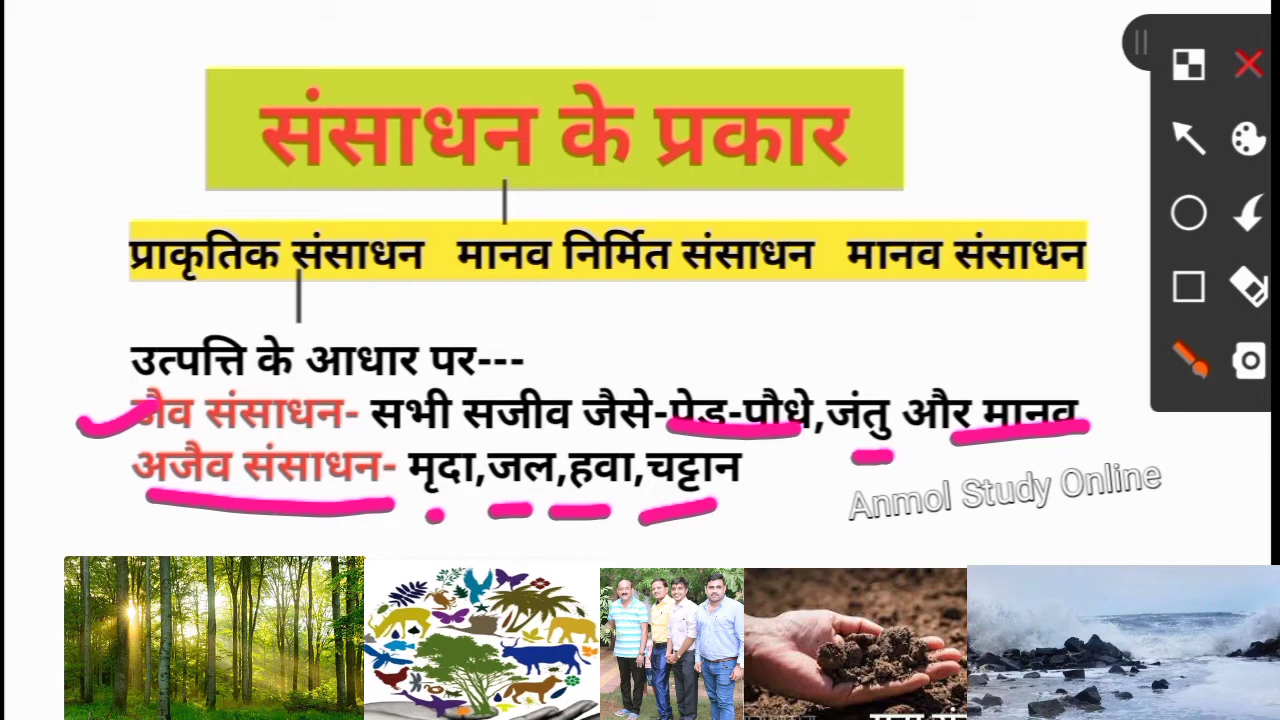 संसाधन के प्रकार
प्राकृतिक संसाधन मानव निर्मित संसाधन मानव संसाधन
उत्पत्ति के आधार पर---
जैव संसाधन- सभी सजीव जैसे-पेड़-पौधे,जंतु और मानव
अजैव संसाधन- मृदा,जल,हवा,चट्टान
Anmol Study Online